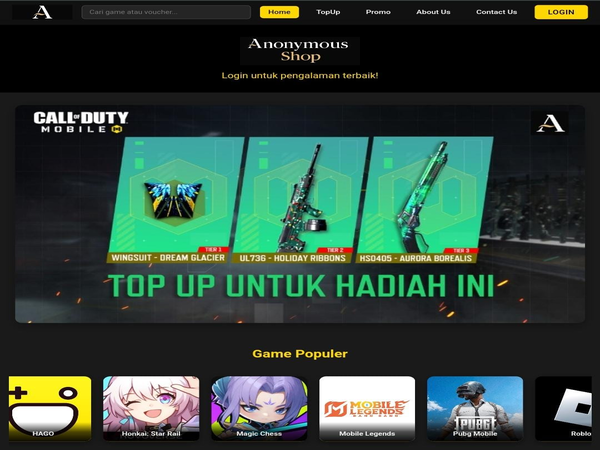 A
Cari game atau voucher...
Home
TopUp
Promo
About Us
Contact Us
LOGIN
Anonymous
Shop
Login untuk pengalaman terbaik!
CALL OF DUTY
MOBILE
A
TIER 1
WINGSUIT - DREAM GLACIER
TIER 2
UL736 - HOLIDAY RIBBONS
TIER 3
HS0405 - AURORA BOREALIS
TOP UP UNTUK HADIAH INI
Game Populer
HAGO
Honkai: Star Rail
Magic Chess
MOBILE
LEGENDS
BANG BANG
Mobile Legends
PUBG
Pubg Mobile
Roblo